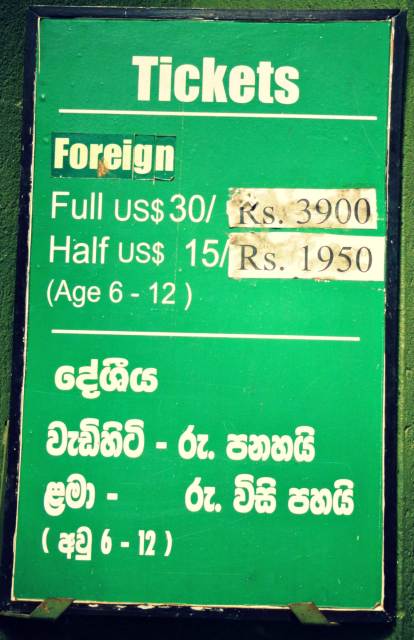 Tickets
Foreign
Full US$ 30/ Rs. 3900
Half US$ 15/ Rs. 1950
(Age 6 - 12 )
දේශීය
වැඩිහිටි - රු. පනහයි
ළමා - රු. විසි පහයි
( අවු 6 - 12 )